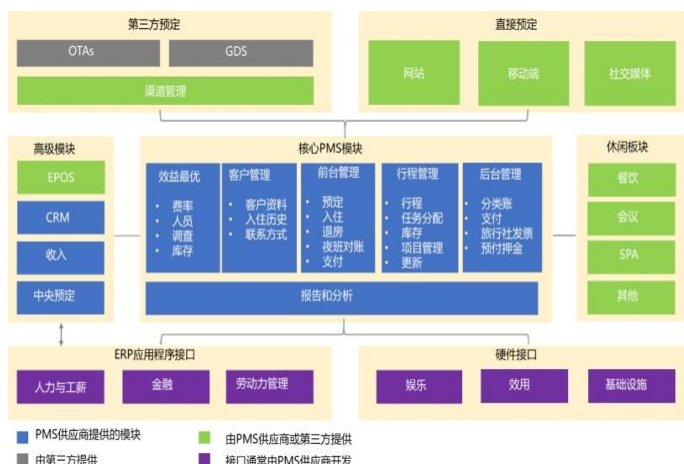 第三方预定
OTAs
GDS
渠道管理
直接预定
网站
移动端
社交媒体
高级模块
EPOS
CRM
收入
中央预定
核心PMS模块
效益最优
• 费率
• 人员
• 调查
• 库存
客户管理
• 客户资料
• 入住历史
• 联系方式
前台管理
• 预定
• 入住
• 退房
• 夜班对账
• 支付
行程管理
• 行程
• 任务分配
• 库存
• 项目管理
• 更新
后台管理
• 分类账
• 支付
• 旅行社发票
• 预付押金
报告和分析
休闲板块
餐饮
会议
SPA
其他
ERP应用程序接口
人力与工薪
金融
劳动力管理
硬件接口
娱乐
效用
基础设施
PMS供应商提供的模块
由PMS供应商或第三方提供
由第三方提供
接口通常由PMS供应商开发